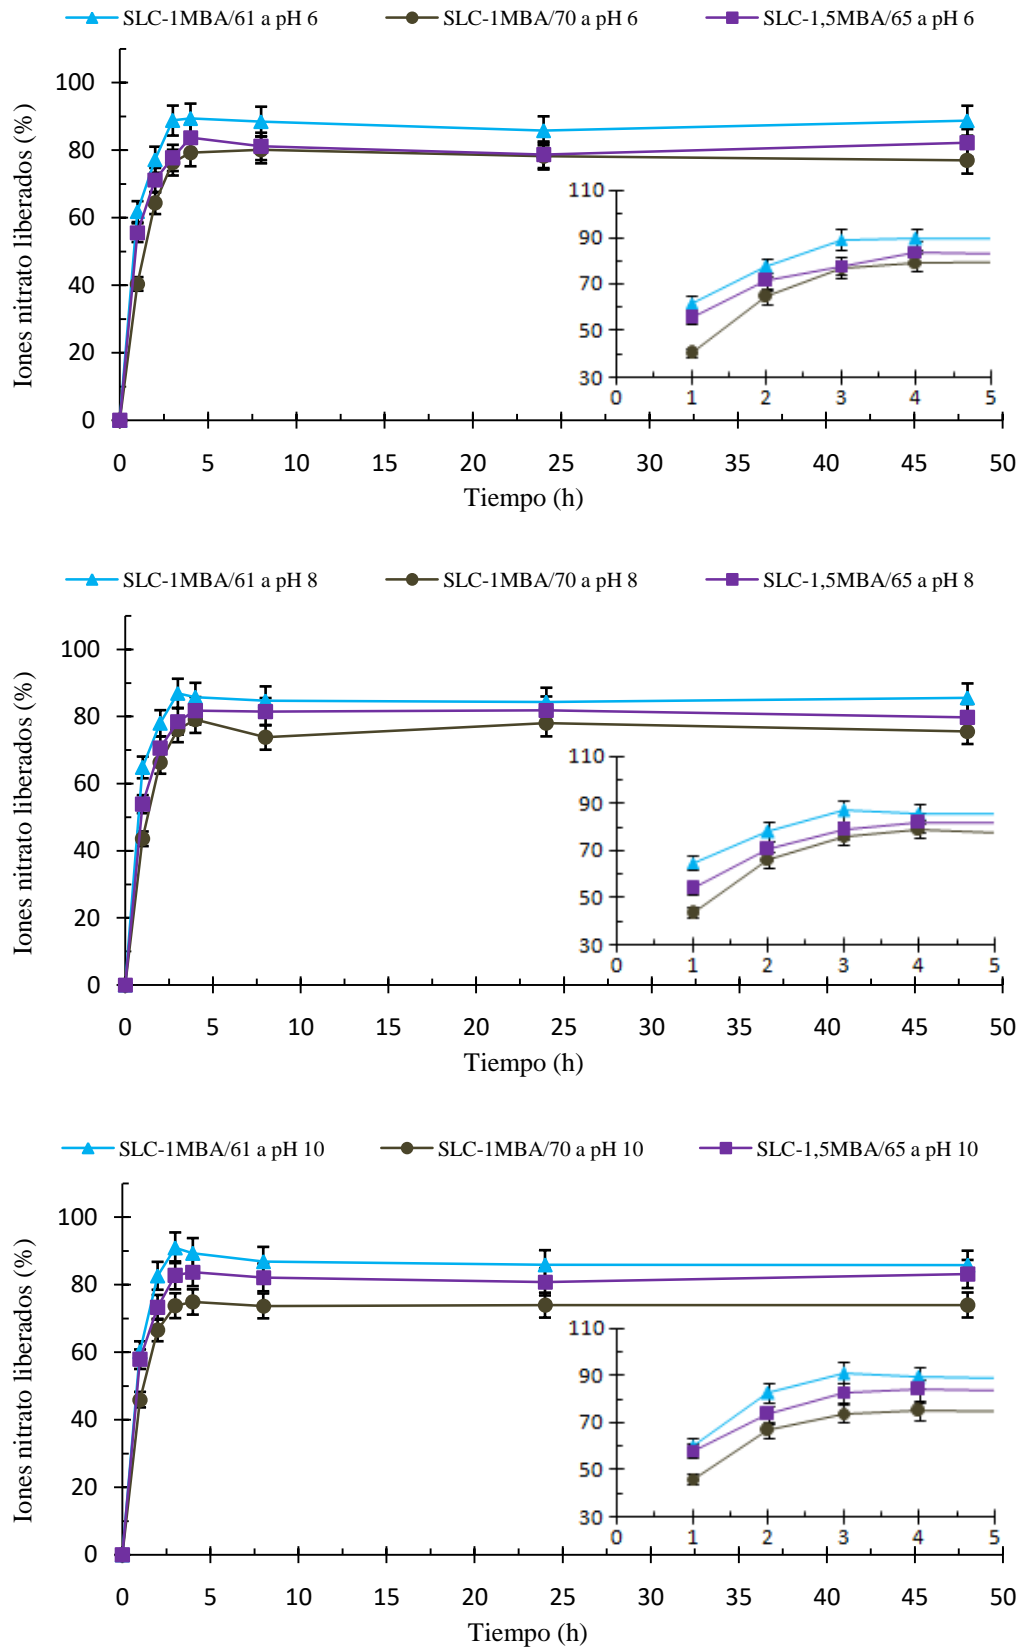 SLC-1MBA/61 a pH 6 SLC-1MBA/70 a pH 6 SLC-1,5MBA/65 a pH 6
Iones nitrato liberados (%)
100
80
60
40
20
0
0 5 10 15 20 25 30 35 40 45 50
Tiempo (h)
110
90
70
50
30
0 1 2 3 4 5
SLC-1MBA/61 a pH 8 SLC-1MBA/70 a pH 8 SLC-1,5MBA/65 a pH 8
Iones nitrato liberados (%)
100
80
60
40
20
0
0 5 10 15 20 25 30 35 40 45 50
Tiempo (h)
110
90
70
50
30
0 1 2 3 4 5
SLC-1MBA/61 a pH 10 SLC-1MBA/70 a pH 10 SLC-1,5MBA/65 a pH 10
Iones nitrato liberados (%)
100
80
60
40
20
0
0 5 10 15 20 25 30 35 40 45 50
Tiempo (h)
110
90
70
50
30
0 1 2 3 4 5